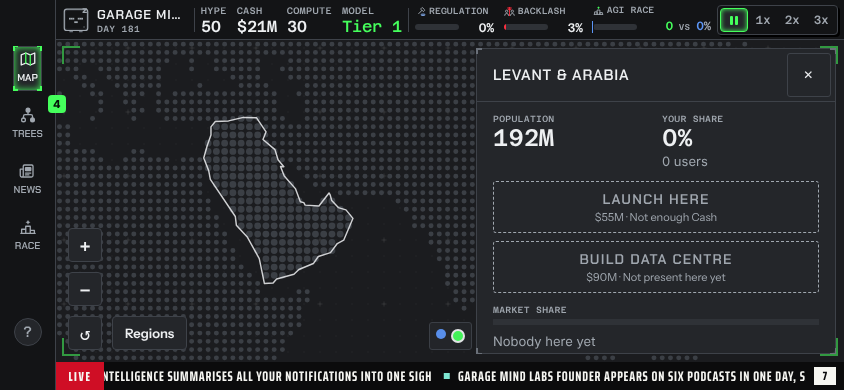 GARAGE MI...
DAY 181
HYPE
50
CASH
$21M
COMPUTE
30
MODEL
Tier 1
REGULATION
0%
BACKLASH
3%
AGI RACE
0 VS 0%
1x
2x
3x
MAP
4
TREES
NEWS
RACE
?
+
−
↺
Regions
LEVANT & ARABIA
×
POPULATION
192M
YOUR SHARE
0%
0 users
LAUNCH HERE
$55M · Not enough Cash
BUILD DATA CENTRE
$90M · Not present here yet
MARKET SHARE
Nobody here yet
LIVE
NTELLIGENCE SUMMARISES ALL YOUR NOTIFICATIONS INTO ONE SIGH ■ GARAGE MIND LABS FOUNDER APPEARS ON SIX PODCASTS IN ONE DAY, S
7